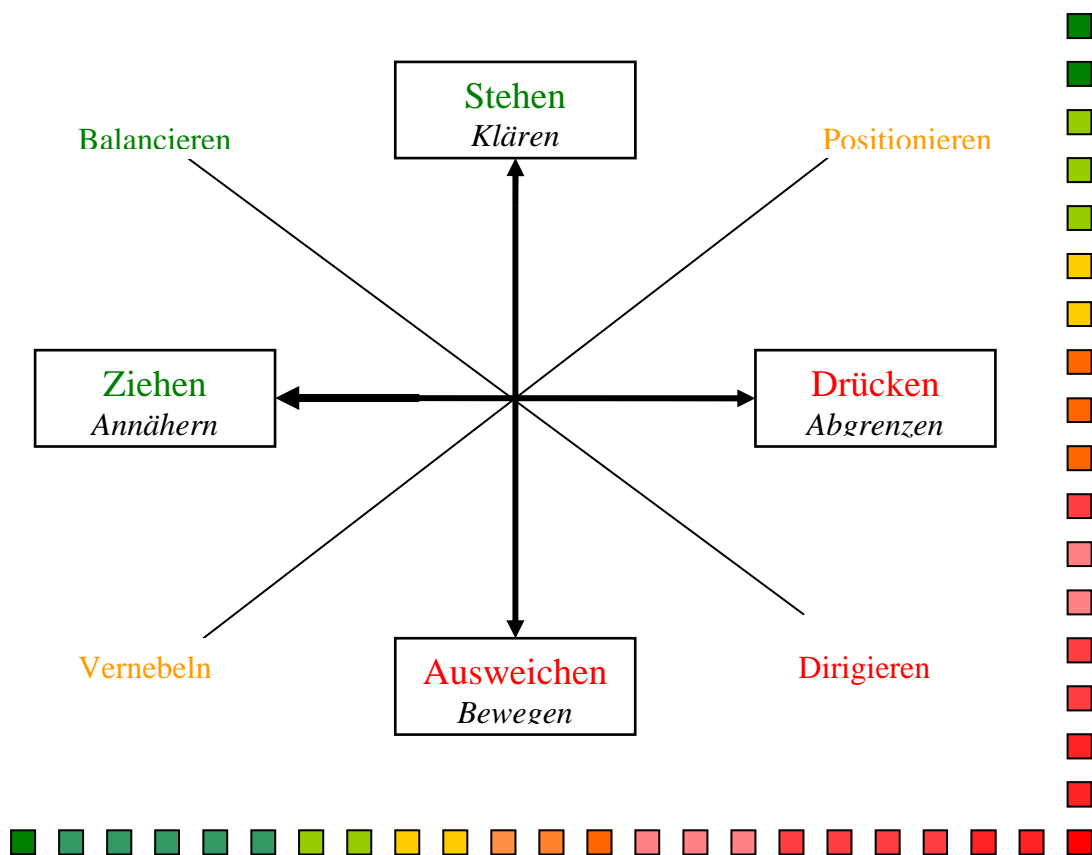 Stehen
Klären
Balancieren
Positionieren
Ziehen
Annähern
Drücken
Abgrenzen
Vernebeln
Ausweichen
Bewegen
Dirigieren